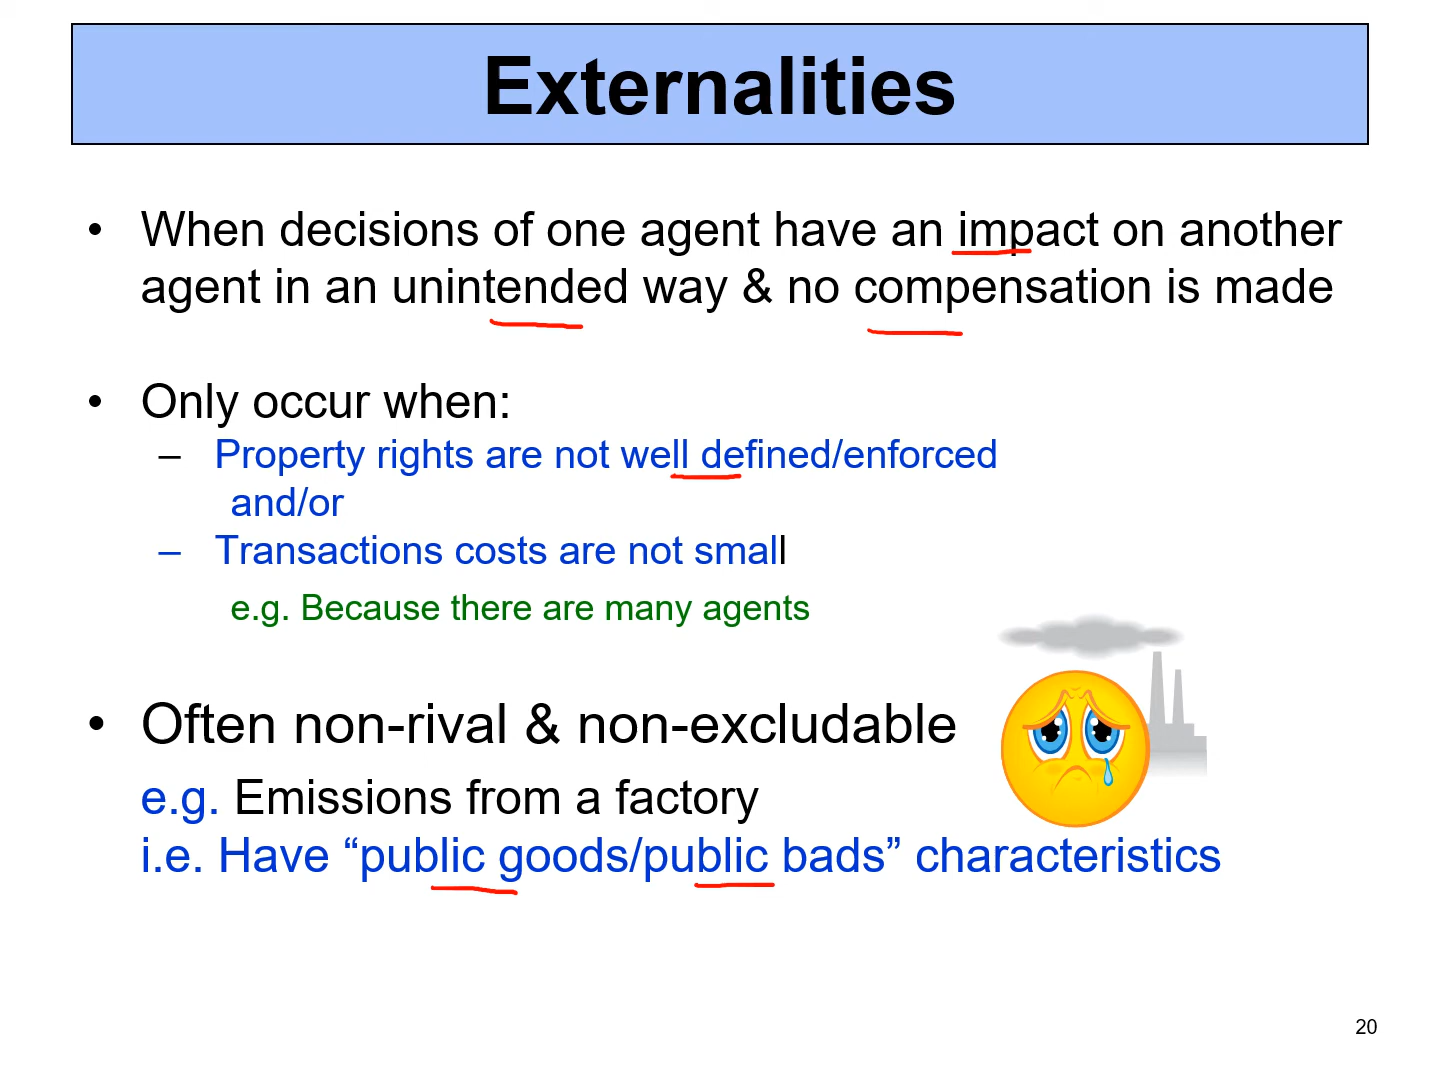 Externalities
• When decisions of one agent have an impact on another
agent in an unintended way & no compensation is made
• Only occur when:
– Property rights are not well defined/enforced
and/or
– Transactions costs are not small
e.g. Because there are many agents
• Often non-rival & non-excludable
e.g. Emissions from a factory
i.e. Have “public goods/public bads” characteristics
20